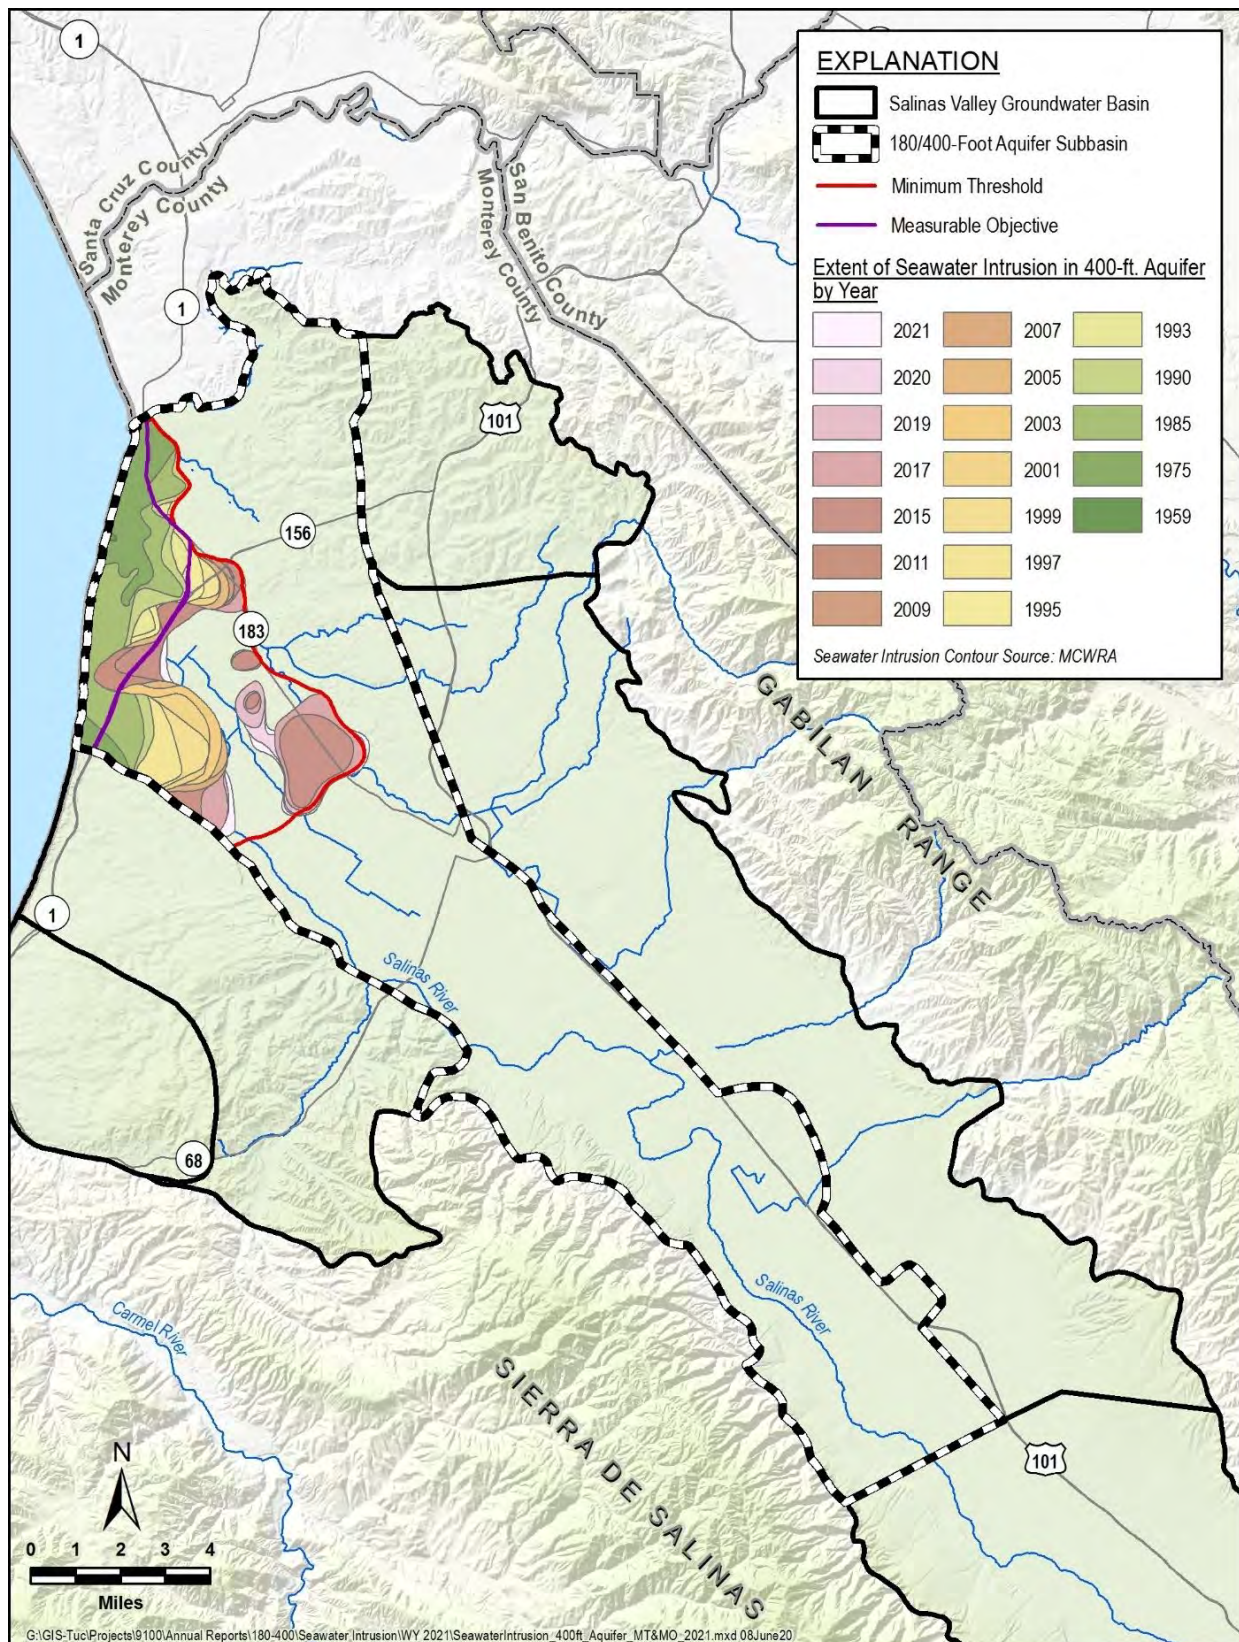 EXPLANATION
Salinas Valley Groundwater Basin
180/400-Foot Aquifer Subbasin
Minimum Threshold
Measurable Objective
Extent of Seawater Intrusion in 400-ft. Aquifer
by Year
2021 2007 1993
2020 2005 1990
2019 2003 1985
2017 2001 1975
2015 1999 1959
2011 1997
2009 1995
Seawater Intrusion Contour Source: MCWRA
1
Santa Cruz County
Monterey County
San Benito County
Monterey County
1
101
156
183
GABILAN RANGE
1
Salinas River
68
Salinas River
Carmel River
SIERRA DE SALINAS
101
N
0 1 2 3 4
Miles
G:\GIS-Tuc\Projects\9100\Annual Reports\180-400\Seawater Intrusion\WY 2021\SeawaterIntrusion_400ft_Aquifer_MT&MO_2021.mxd 08June20